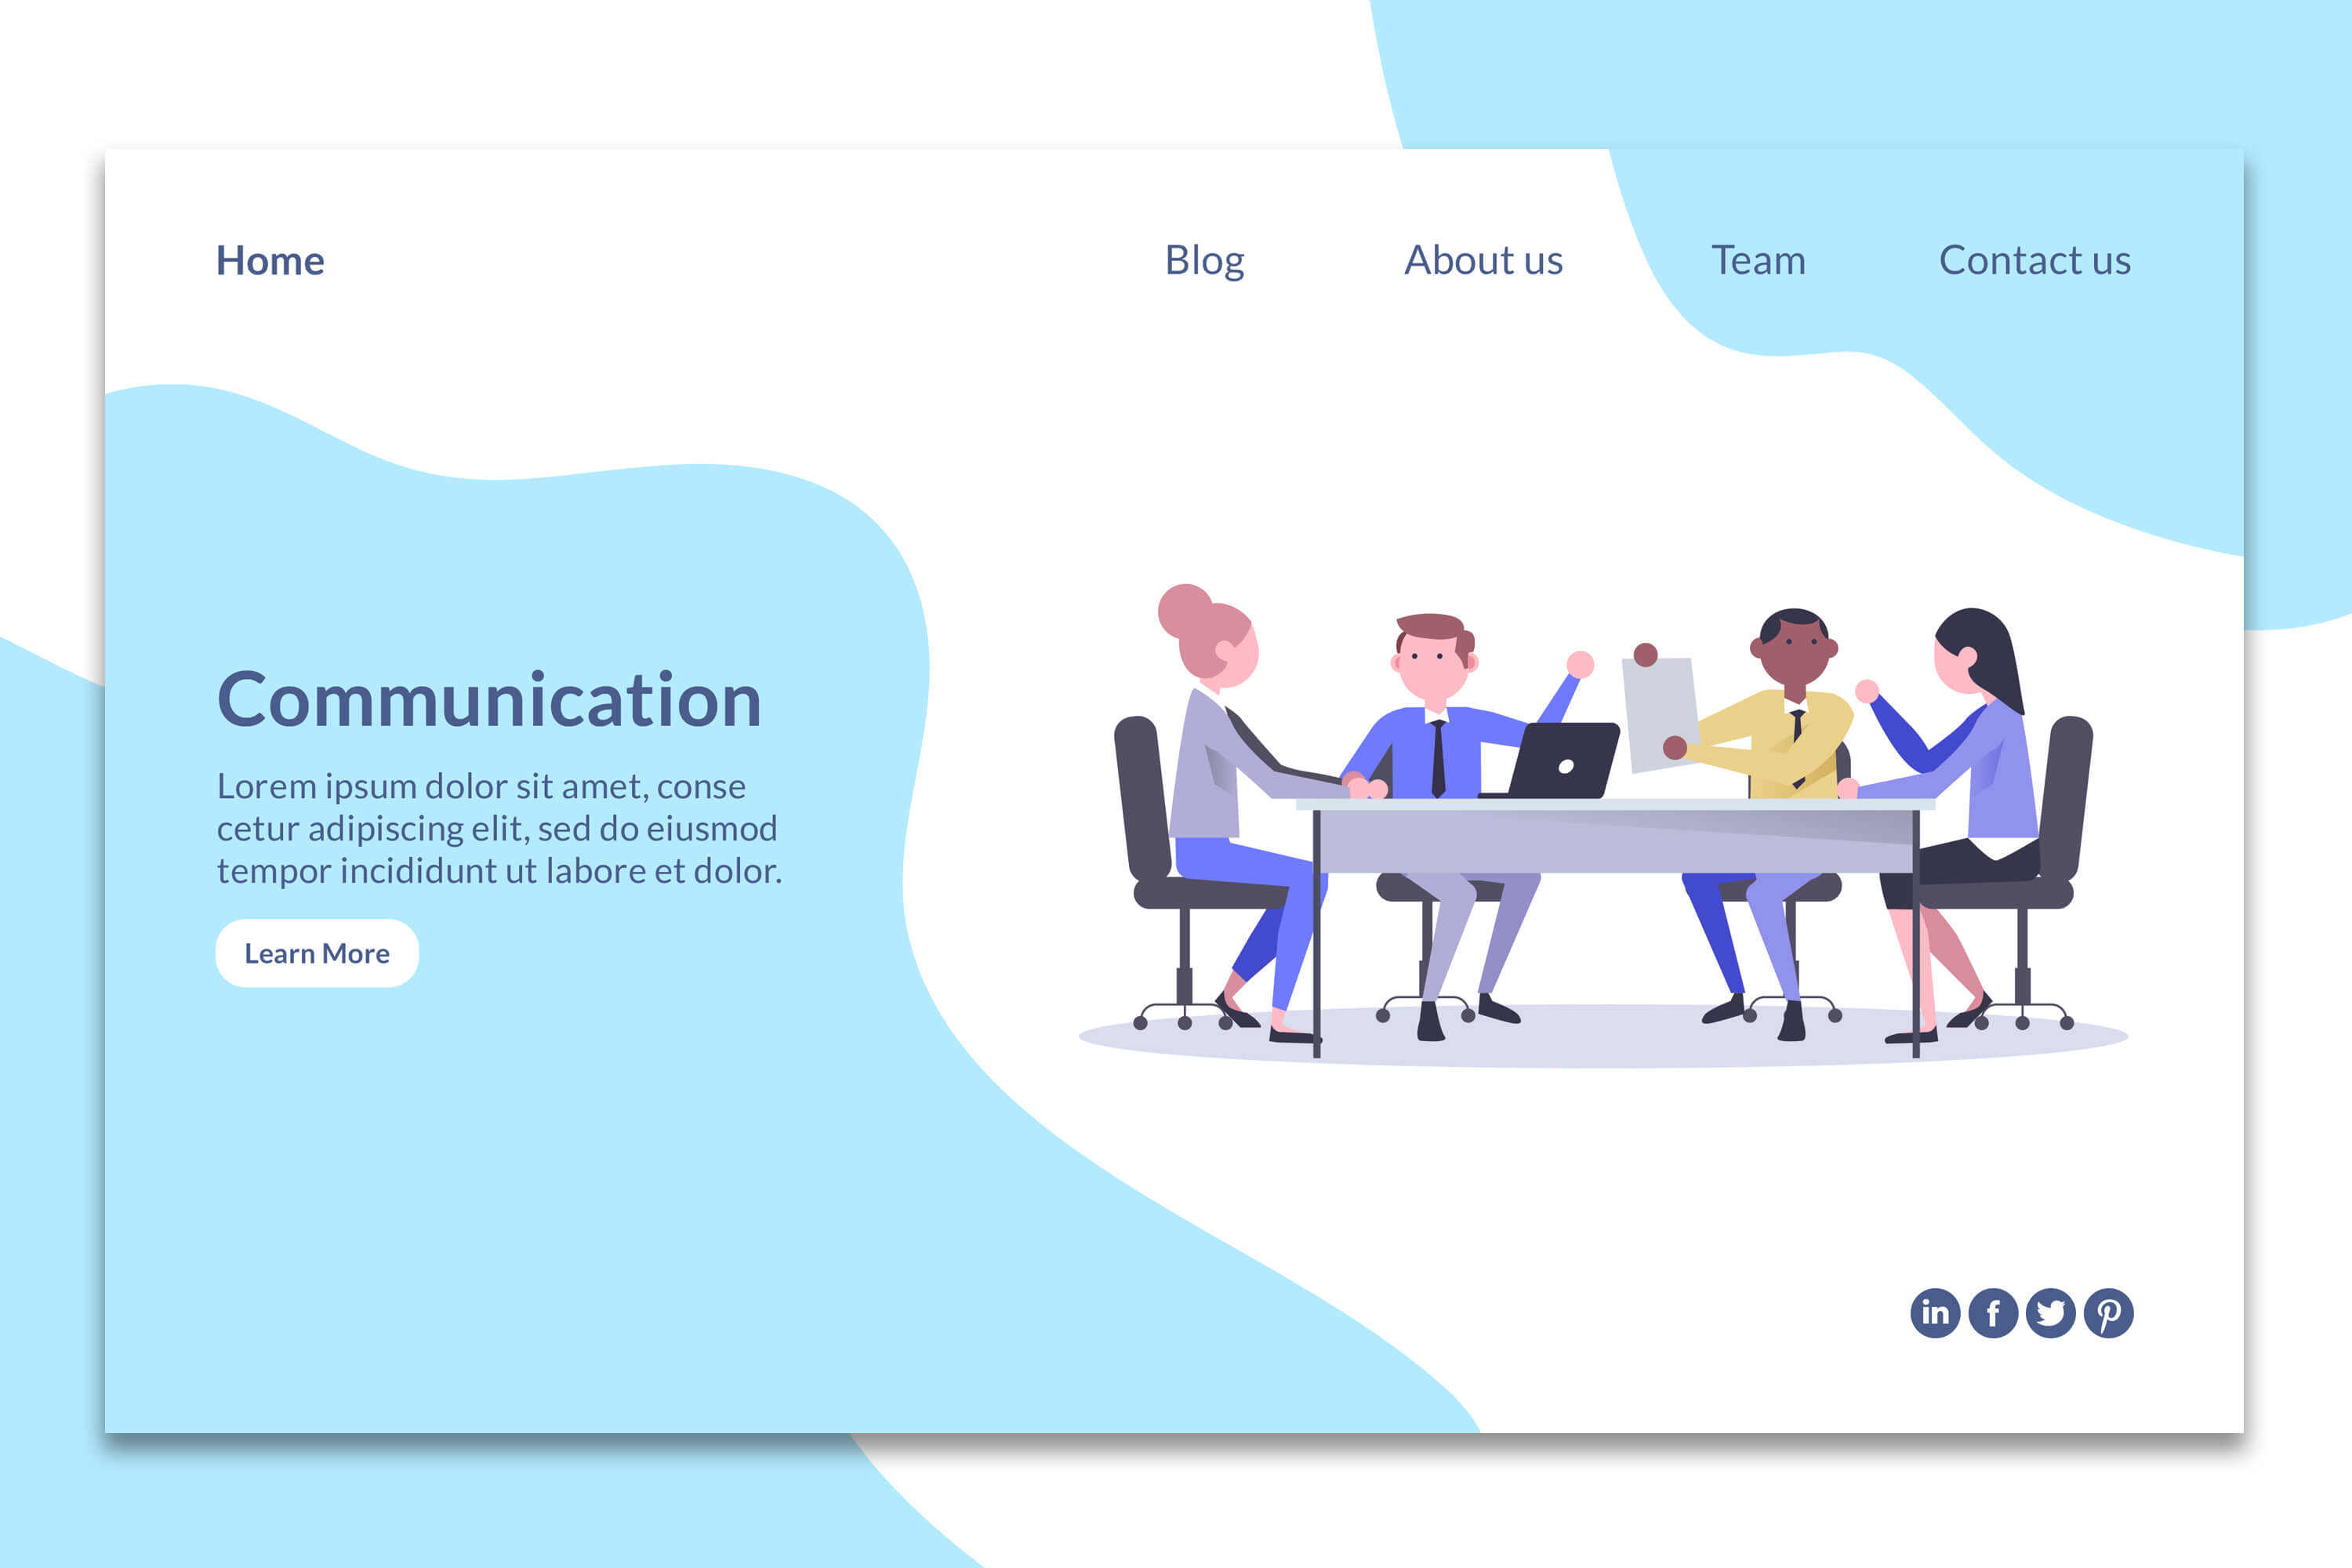 Home
Blog
About us
Team
Contact us
Communication
Lorem ipsum dolor sit amet, conse
cetur adipiscing elit, sed do eiusmod
tempor incididunt ut labore et dolor.
Learn More
in
f